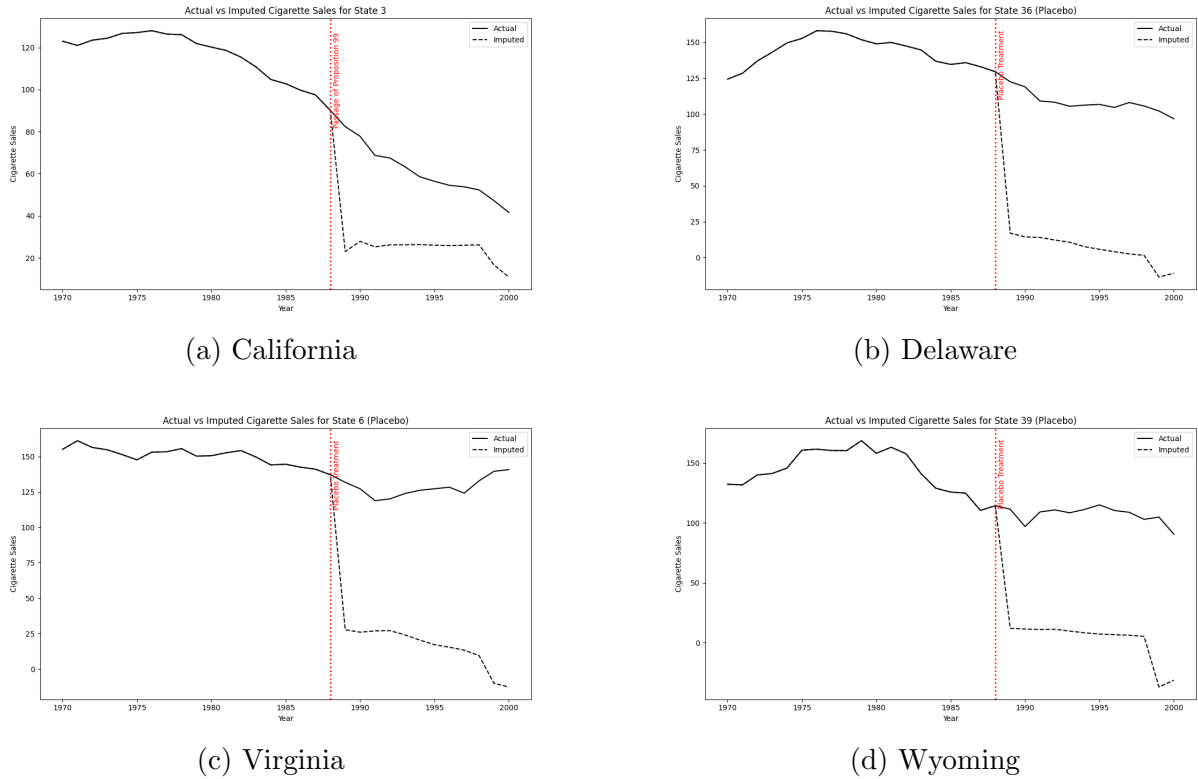 Actual vs Imputed Cigarette Sales for State 3
Actual
Imputed
Passage of Proposition 99
Cigarette Sales
120
100
80
60
40
20
1970 1975 1980 1985 1990 1995 2000
Year
(a) California
Actual vs Imputed Cigarette Sales for State 36 (Placebo)
Actual
Imputed
Placebo Treatment
Cigarette Sales
150
125
100
75
50
25
0
1970 1975 1980 1985 1990 1995 2000
Year
(b) Delaware
Actual vs Imputed Cigarette Sales for State 6 (Placebo)
Actual
Imputed
Placebo Treatment
Cigarette Sales
150
125
100
75
50
25
0
1970 1975 1980 1985 1990 1995 2000
Year
(c) Virginia
Actual vs Imputed Cigarette Sales for State 39 (Placebo)
Actual
Imputed
Placebo Treatment
Cigarette Sales
150
100
50
0
1970 1975 1980 1985 1990 1995 2000
Year
(d) Wyoming